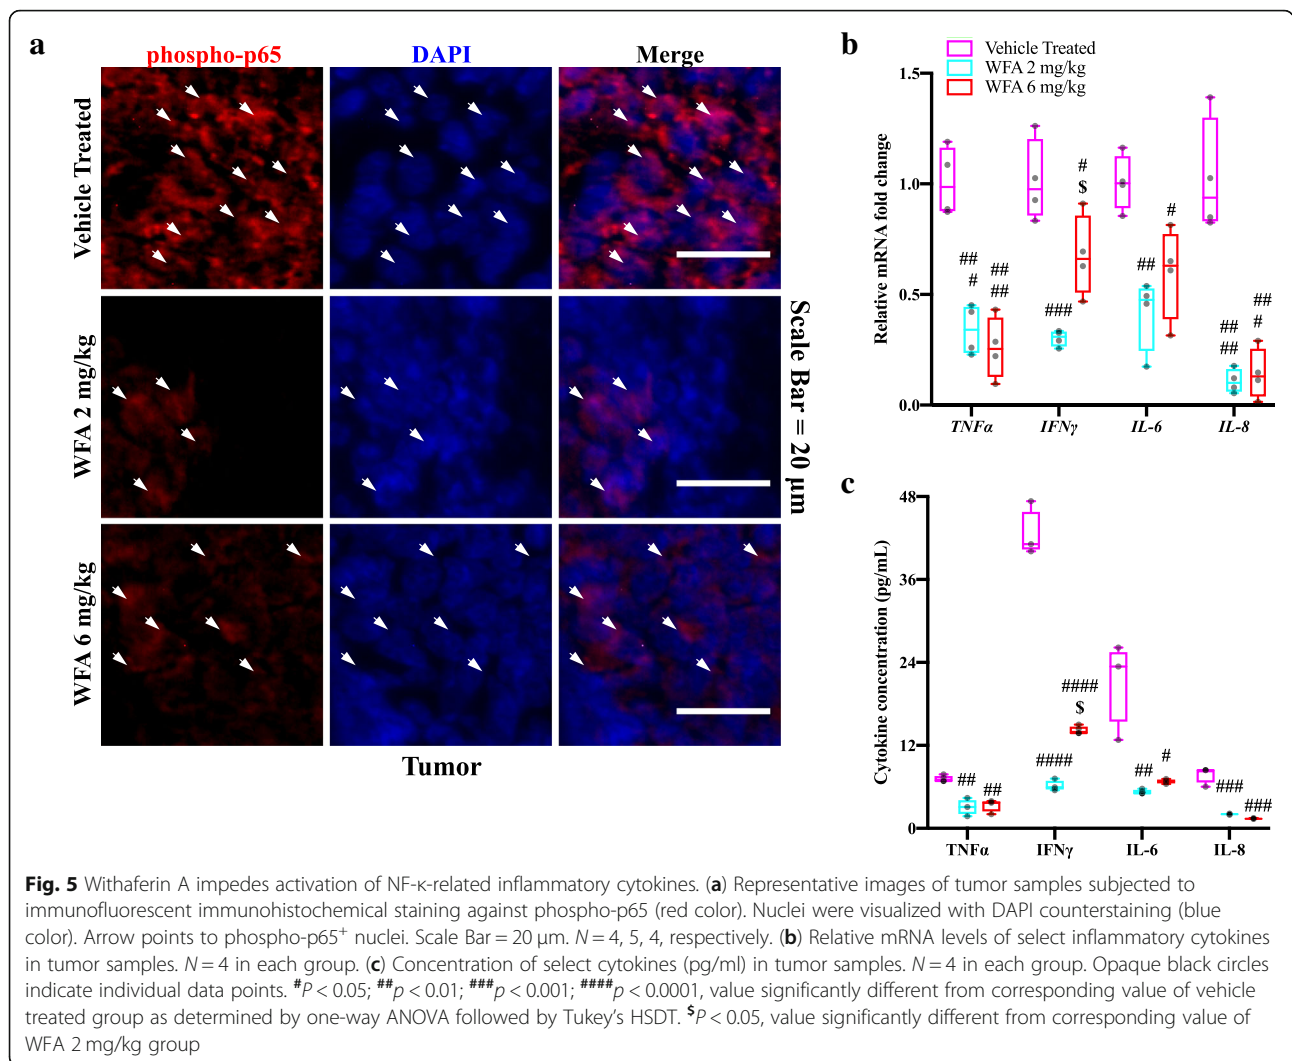 a
phospho-p65 DAPI Merge
Vehicle Treated
WFA 2 mg/kg
WFA 6 mg/kg
Scale Bar = 20 μm
Tumor
b
Vehicle Treated
WFA 2 mg/kg
WFA 6 mg/kg
Relative mRNA fold change
1.5
1.0
0.5
0.0
##
#
##
##
###
#
$
##
#
##
##
##
#
TNFα IFNγ IL-6 IL-8
c
Cytokine concentration (pg/mL)
48
36
24
12
0
##
##
####
####
$
##
#
###
###
TNFα IFNγ IL-6 IL-8
Fig. 5 Withaferin A impedes activation of NF-κ-related inflammatory cytokines. (a) Representative images of tumor samples subjected to
immunofluorescent immunohistochemical staining against phospho-p65 (red color). Nuclei were visualized with DAPI counterstaining (blue
color). Arrow points to phospho-p65+ nuclei. Scale Bar = 20 μm. N = 4, 5, 4, respectively. (b) Relative mRNA levels of select inflammatory cytokines
in tumor samples. N = 4 in each group. (c) Concentration of select cytokines (pg/ml) in tumor samples. N = 4 in each group. Opaque black circles
indicate individual data points. #P < 0.05; ##p < 0.01; ###p < 0.001; ####p < 0.0001, value significantly different from corresponding value of vehicle
treated group as determined by one-way ANOVA followed by Tukey's HSDT. $P < 0.05, value significantly different from corresponding value of
WFA 2 mg/kg group